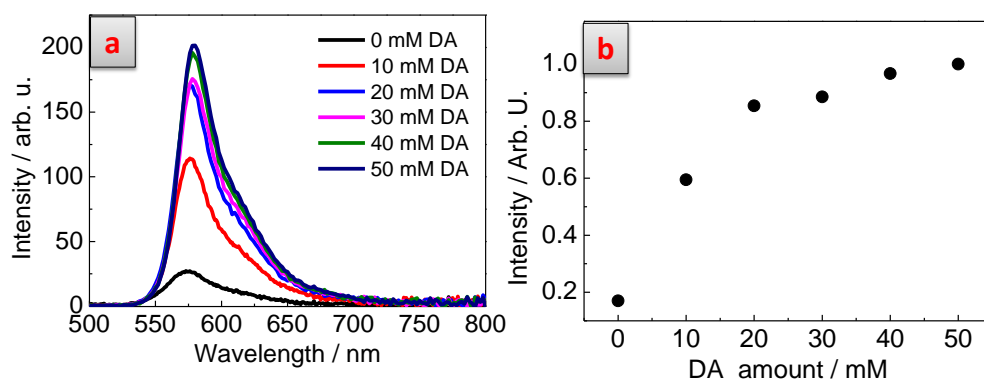 a
200
150
100
50
0
500 550 600 650 700 750 800
Wavelength / nm
Intensity / arb. u.
0 mM DA
10 mM DA
20 mM DA
30 mM DA
40 mM DA
50 mM DA
b
1.0
0.8
0.6
0.4
0.2
0 10 20 30 40 50
DA amount / mM
Intensity / Arb. U.